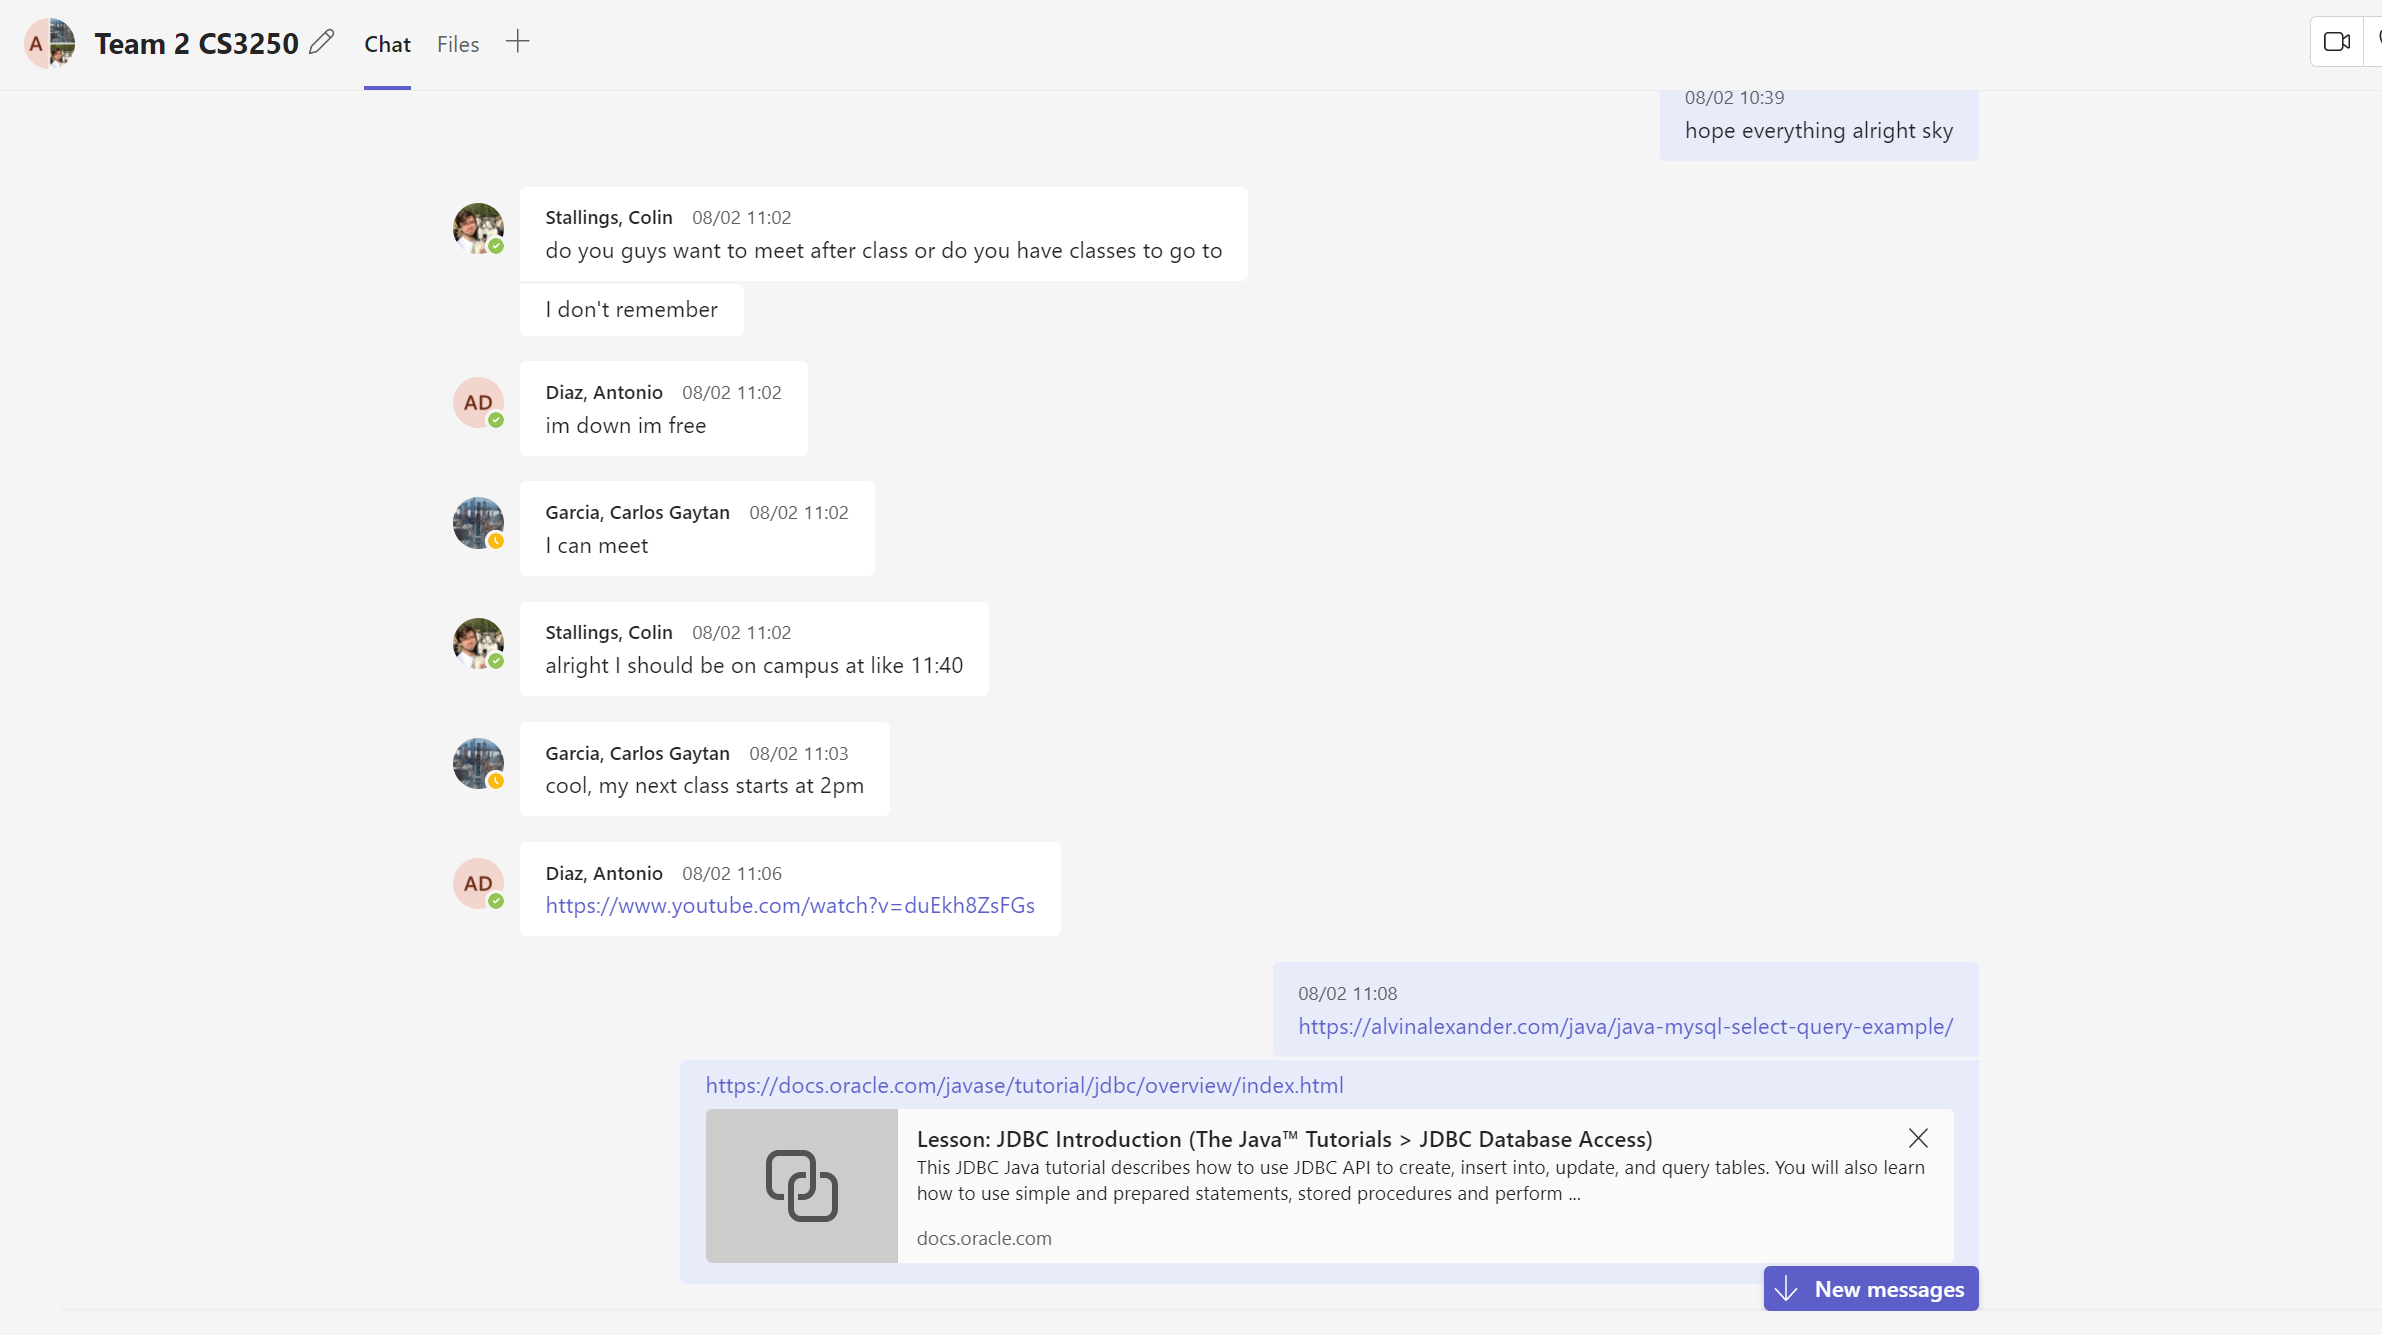 A
Team 2 CS3250
Chat
Files
08/02 10:39
hope everything alright sky
Stallings, Colin 08/02 11:02
do you guys want to meet after class or do you have classes to go to
I don't remember
AD
Diaz, Antonio 08/02 11:02
im down im free
Garcia, Carlos Gaytan 08/02 11:02
I can meet
Stallings, Colin 08/02 11:02
alright I should be on campus at like 11:40
Garcia, Carlos Gaytan 08/02 11:03
cool, my next class starts at 2pm
AD
Diaz, Antonio 08/02 11:06
https://www.youtube.com/watch?v=duEkh8ZsFGs
08/02 11:08
https://alvinalexander.com/java/java-mysql-select-query-example/
https://docs.oracle.com/javase/tutorial/jdbc/overview/index.html
Lesson: JDBC Introduction (The Java™ Tutorials > JDBC Database Access)
This JDBC Java tutorial describes how to use JDBC API to create, insert into, update, and query tables. You will also learn
how to use simple and prepared statements, stored procedures and perform ...
docs.oracle.com
New messages